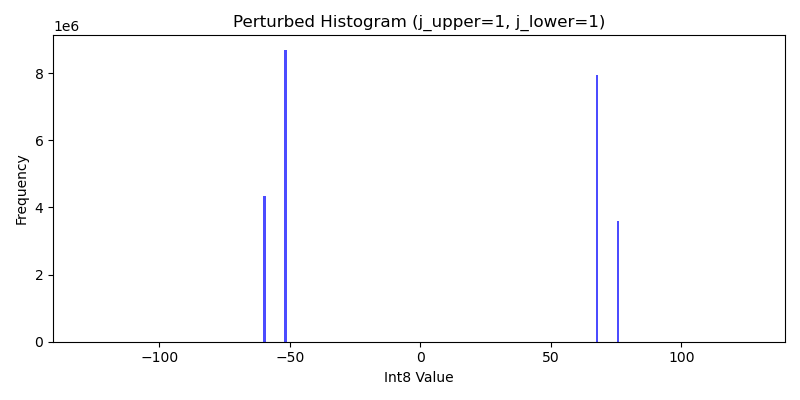 Perturbed Histogram (j_upper=1, j_lower=1)
1e6
8
6
4
2
0
Frequency
−100
−50
0
50
100
Int8 Value